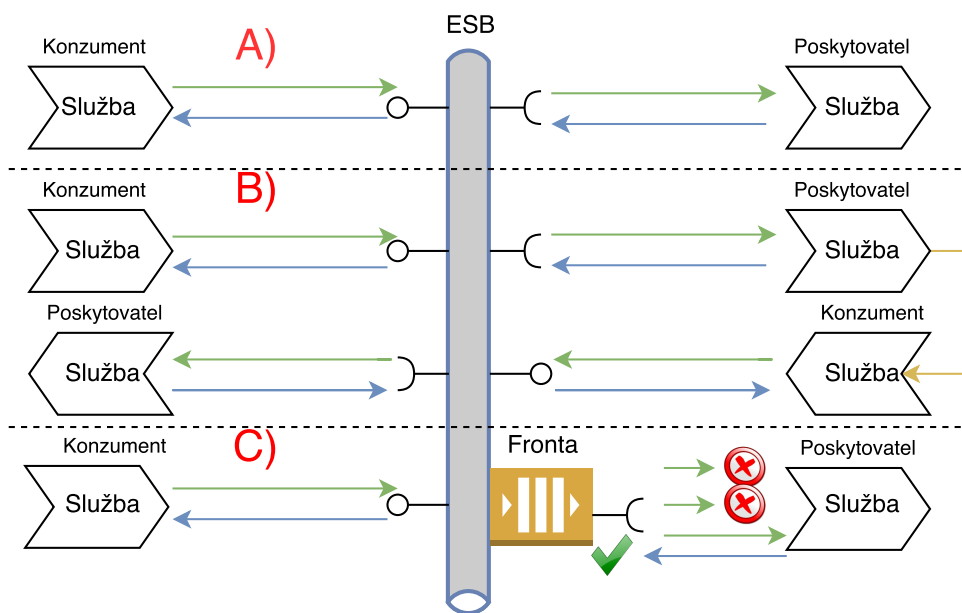 ESB
A)
Konzument
Poskytovatel
Služba
Služba
B)
Konzument
Poskytovatel
Služba
Služba
Poskytovatel
Konzument
Služba
Služba
C)
Konzument
Fronta
Poskytovatel
Služba
Služba